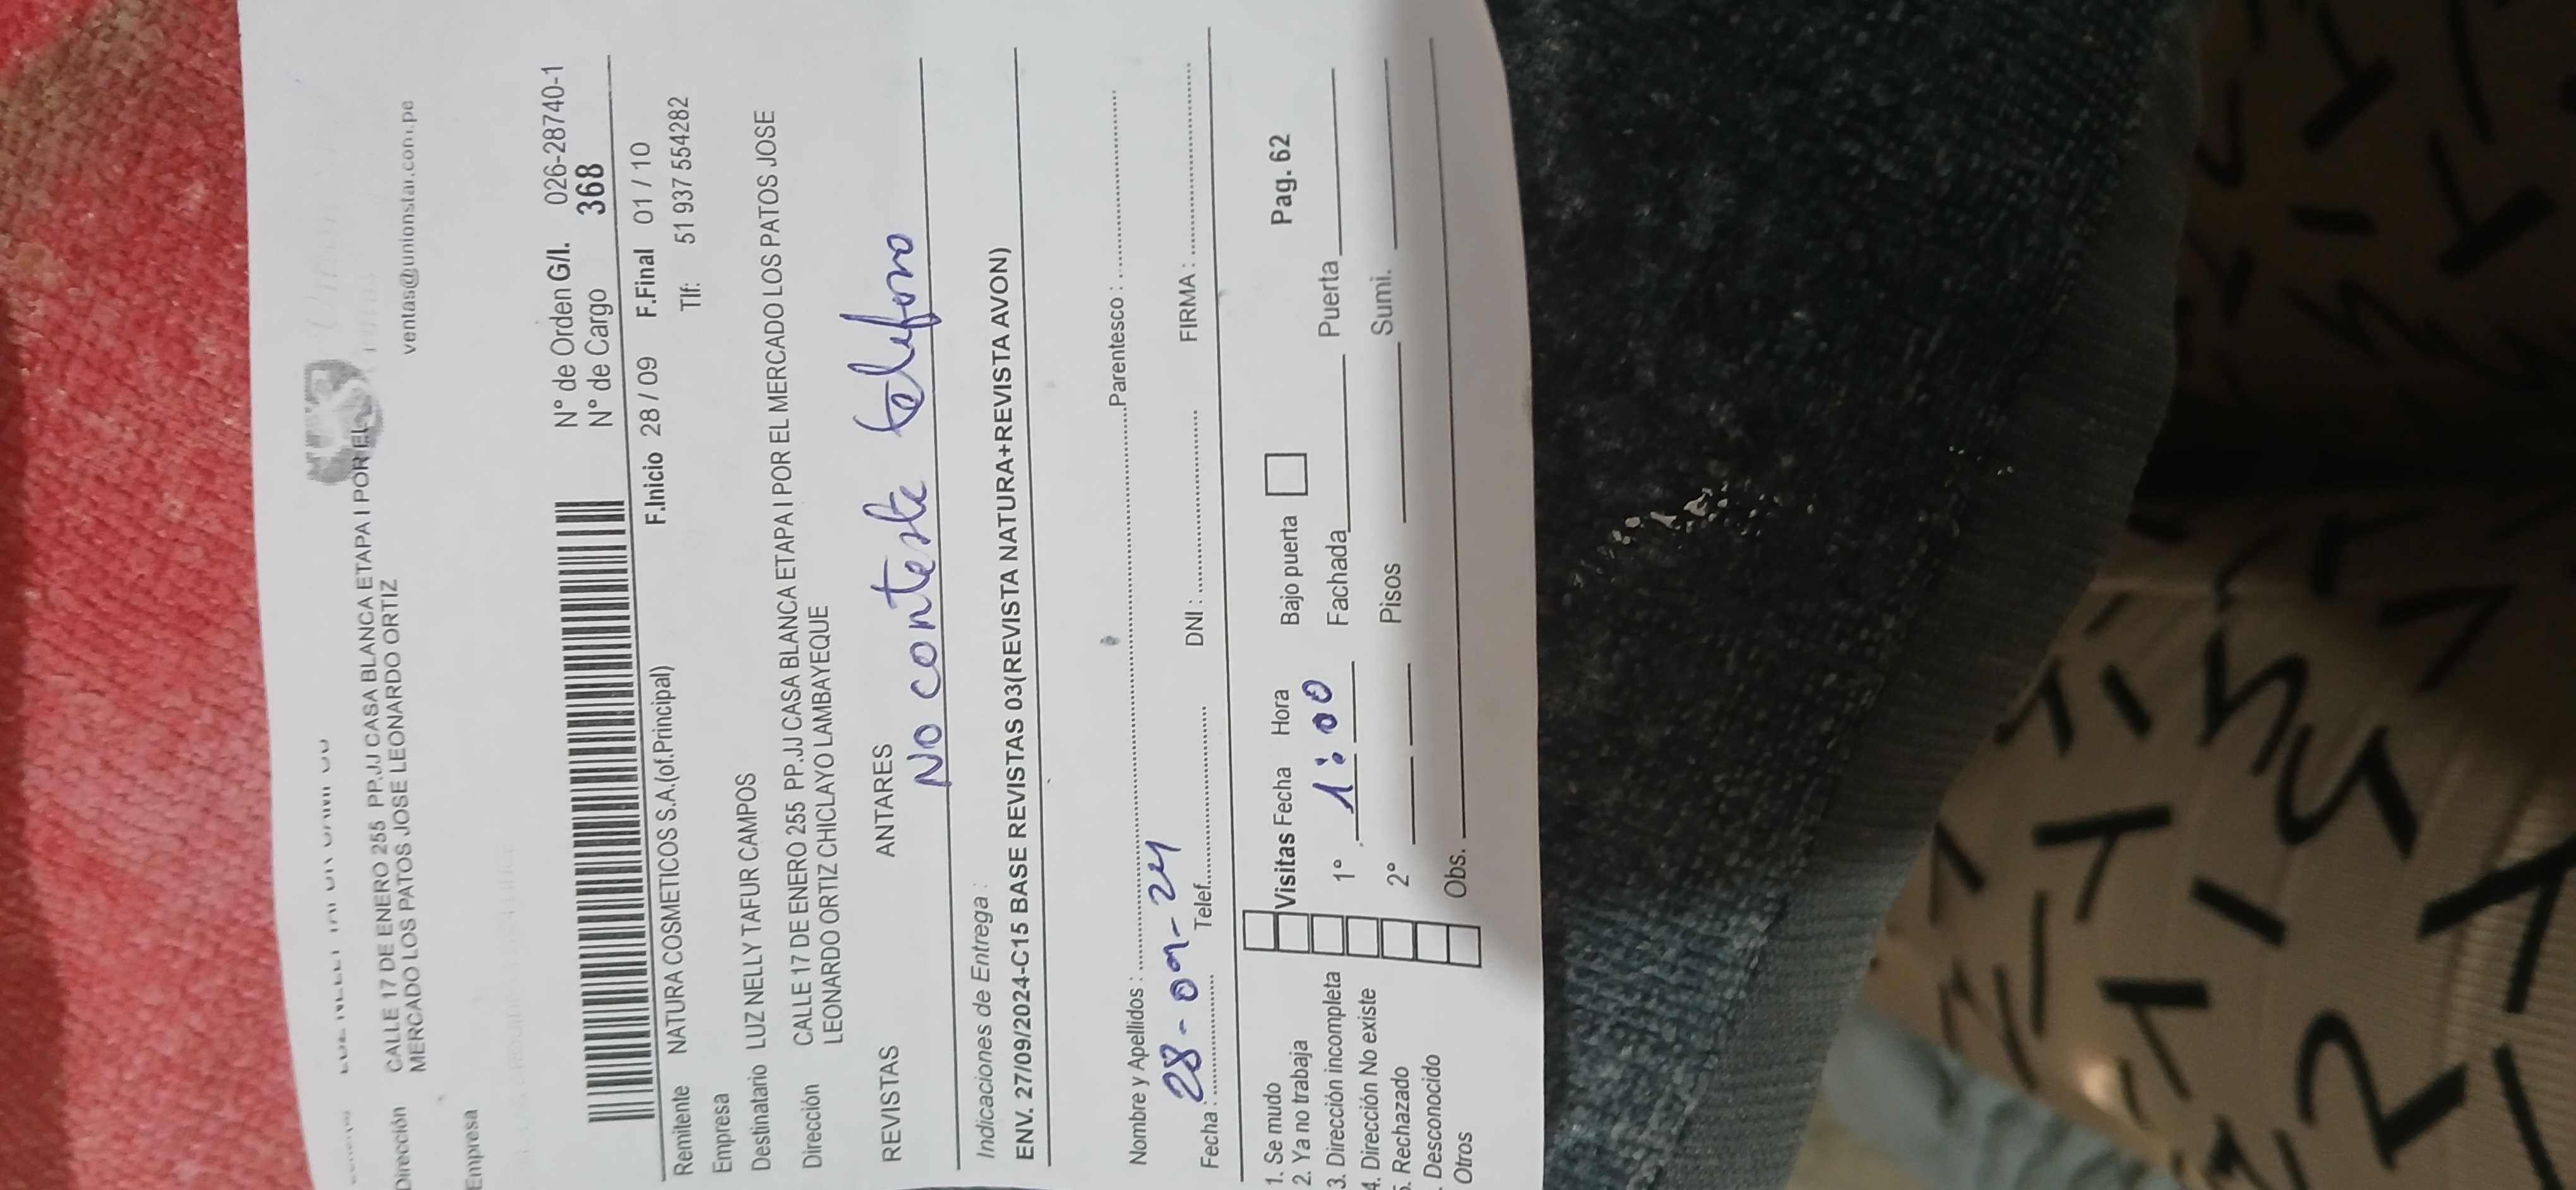 Dirección CALLE 17 DE ENERO 255 PP.JJ CASA BLANCA ETAPA I POR EL
MERCADO LOS PATOS JOSE LEONARDO ORTIZ
ventas@unionstar.com.pe
Empresa
N° de Orden G/I. 026-28740-1
N° de Cargo 368
F.Inicio 28 / 09 F.Final 01 / 10
Remitente NATURA COSMETICOS S.A.(of.Principal) Tlf: 51 937 554282
Empresa
Destinatario LUZ NELLY TAFUR CAMPOS
Dirección CALLE 17 DE ENERO 255 PP.JJ CASA BLANCA ETAPA I POR EL MERCADO LOS PATOS JOSE
LEONARDO ORTIZ CHICLAYO LAMBAYEQUE
REVISTAS ANTARES
No conteste telefono
Indicaciones de Entrega :
ENV. 27/09/2024-C15 BASE REVISTAS 03(REVISTA NATURA+REVISTA AVON)
Nombre y Apellidos : Parentesco :
Fecha : 28-09-24 Telef. DNI : FIRMA :
1. Se mudo Visitas Fecha Hora Bajo puerta Pag. 62
2. Ya no trabaja
3. Dirección incompleta 1° 1:00 Fachada Puerta
4. Dirección No existe
5. Rechazado 2° Pisos Sumi.
. Desconocido
Otros Obs.